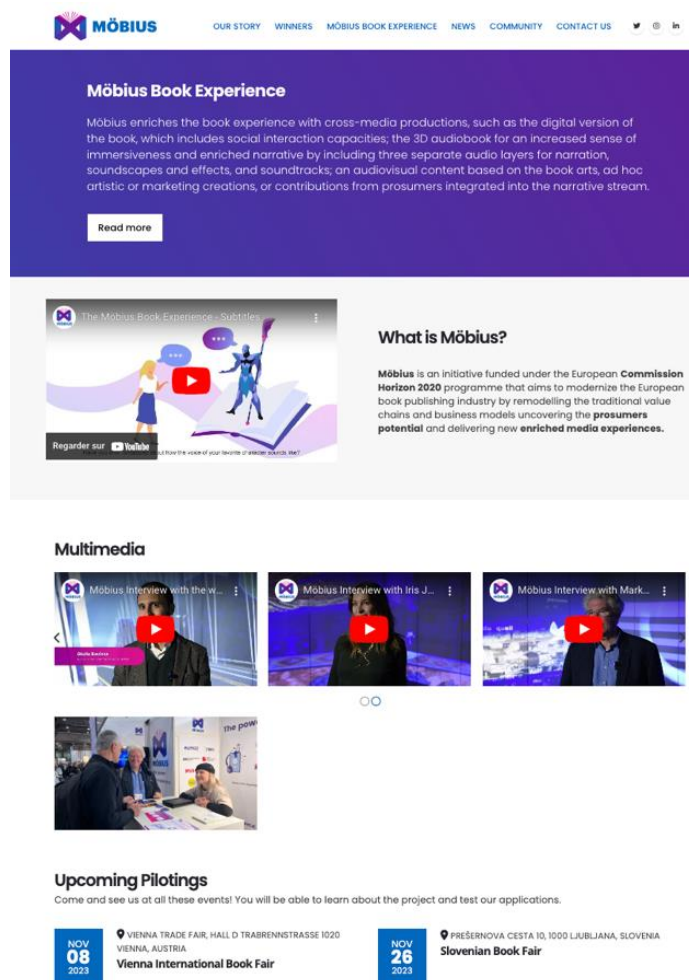 MÖBIUS
OUR STORY WINNERS MÖBIUS BOOK EXPERIENCE NEWS COMMUNITY CONTACT US
Möbius Book Experience
Möbius enriches the book experience with cross-media productions, such as the digital version of
the book, which includes social interaction capacities; the 3D audiobook for an increased sense of
immersiveness and enriched narrative by including three separate audio layers for narration,
soundscapes and effects, and soundtracks; an audiovisual content based on the book arts, ad hoc
artistic or marketing creations, or contributions from prosumers integrated into the narrative stream.
Read more
The Möbius Book Experience - Subtitles
Regarder sur YouTube
What is Möbius?
Möbius is an initiative funded under the European Commission
Horizon 2020 programme that aims to modernize the European
book publishing industry by remodelling the traditional value
chains and business models uncovering the prosumers
potential and delivering new enriched media experiences.
Multimedia
Möbius Interview with the w...
Möbius Interview with Iris J...
Möbius Interview with Mark...
The pow
Upcoming Pilotings
Come and see us at all these events! You will be able to learn about the project and test our applications.
NOV
08
2023
VIENNA TRADE FAIR, HALL D TRABRENNSTRASSE 1020
VIENNA, AUSTRIA
Vienna International Book Fair
NOV
26
2023
PREŠERNOVA CESTA 10, 1000 LJUBLJANA, SLOVENIA
Slovenian Book Fair